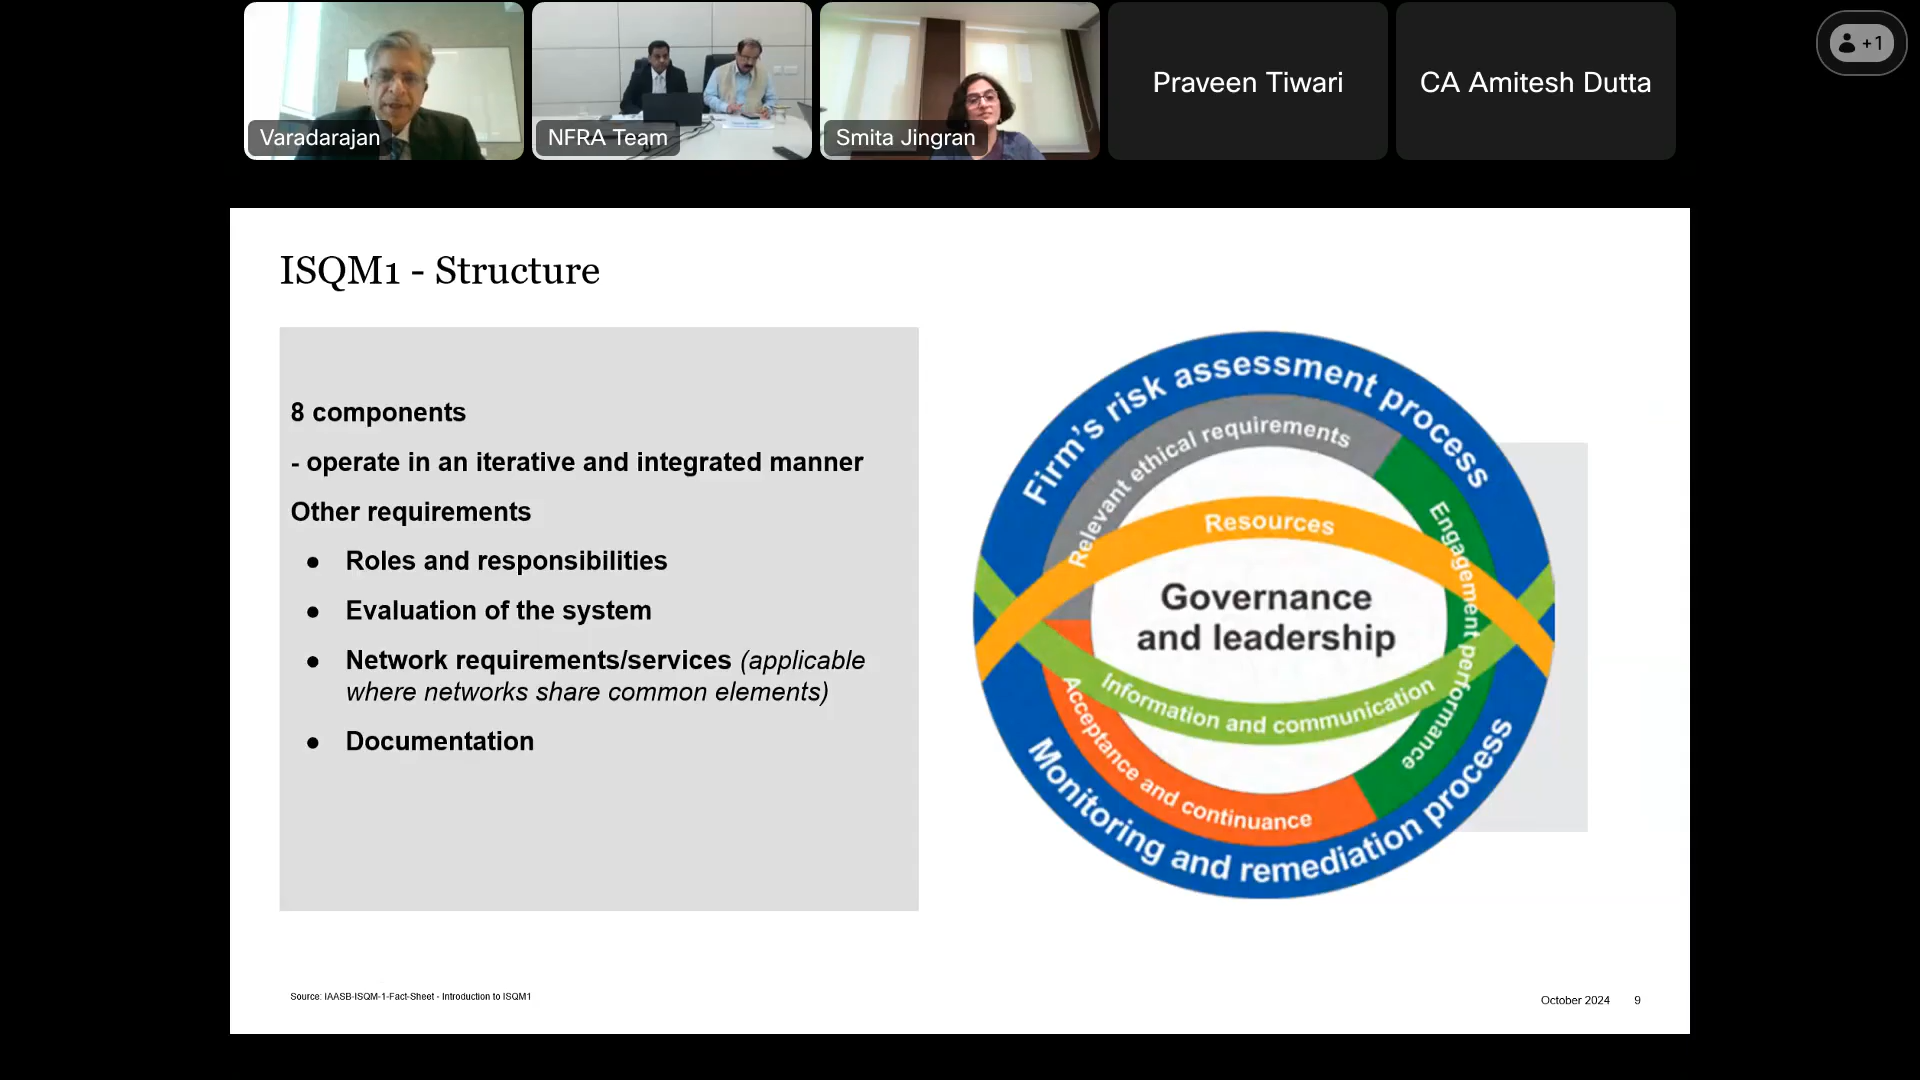 Varadarajan
NFRA Team
Smita Jingran
Praveen Tiwari
CA Amitesh Dutta
+1
ISQM1 - Structure
8 components
- operate in an iterative and integrated manner
Other requirements
● Roles and responsibilities
● Evaluation of the system
● Network requirements/services (applicable
where networks share common elements)
● Documentation
Firm's risk assessment process
Relevant ethical requirements
Engagement performance
Resources
Governance
and leadership
Information and communication
Acceptance and continuance
Monitoring and remediation process
Source: IAASB-ISQM-1-Fact-Sheet - Introduction to ISQM1
October 2024 9